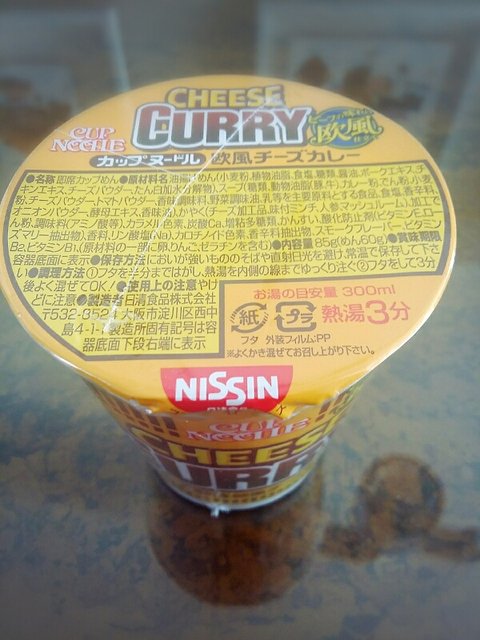 CHEESE
CURRY
CUP
NOODLE
欧風
カップヌードル 欧風チーズカレー
●名称 即席カップめん ●原材料名 油揚げめん(小麦粉、植物油脂、食塩、醤油、ポークエキス、チ
キンエキス、チーズパウダー、たん白加水分解物)、スープ(糖類、動物油脂(豚、牛)、カレー粉、でん粉、小麦
粉、チーズパウダー、トマトパウダー、香味調味料、野菜調味油、乳等を主要原料とする食品、食塩、香辛料、
オニオンパウダー、酵母エキス、香味油)、かやく(チーズ加工品、味付ミンチ、人参、マッシュルーム)、加工で
ん粉、調味料(アミノ酸等)、カラメル色素、炭酸Ca、増粘多糖類、かんすい、酸化防止剤(ビタミンE、ロー
ズマリー抽出物)、香料、リン酸塩(Na)、カロチノイド色素、香辛料抽出物、スモークフレーバー、ビタミン
B2、ビタミンB1、(原材料の一部に卵、りんご、ゼラチンを含む) ●内容量 85g(めん60g) ●賞味期限
容器底面に表示 ●保存方法 においが強いもののそばや直射日光を避け、常温で保存して下さ
い ●調理方法 ①フタを半分まではがし、熱湯を内側の線までゆっくり注ぐ②フタをして3分
後よく混ぜてOK! ●使用上の注意 やけ
どに注意 ●製造者 日清食品株式会社
〒532-8524 大阪市淀川区西中
島4-1-1 製造所固有記号は容
器底面下段右端に表示
お湯の目安量 300ml
紙 プラ 熱湯3分
フタ 外装フィルム:PP
※よくかき混ぜてお召し上がり下さい。
NISSIN
CUP
NOODLE
CHEESE
CURRY